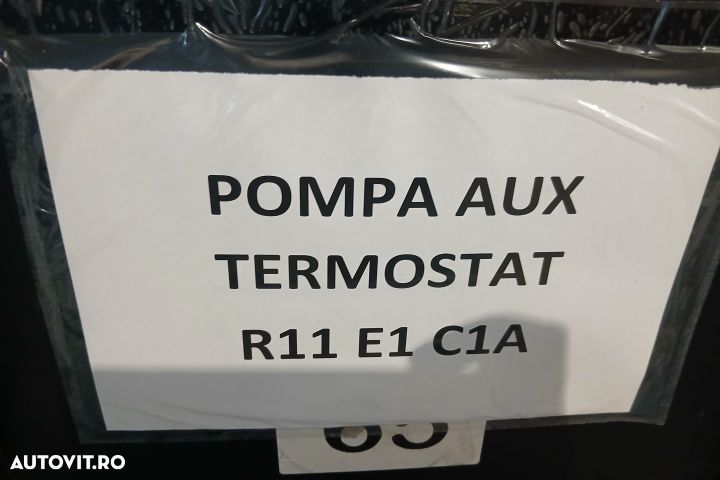 POMPA AUX
TERMOSTAT
R11 E1 C1A
AUTOVIT.RO